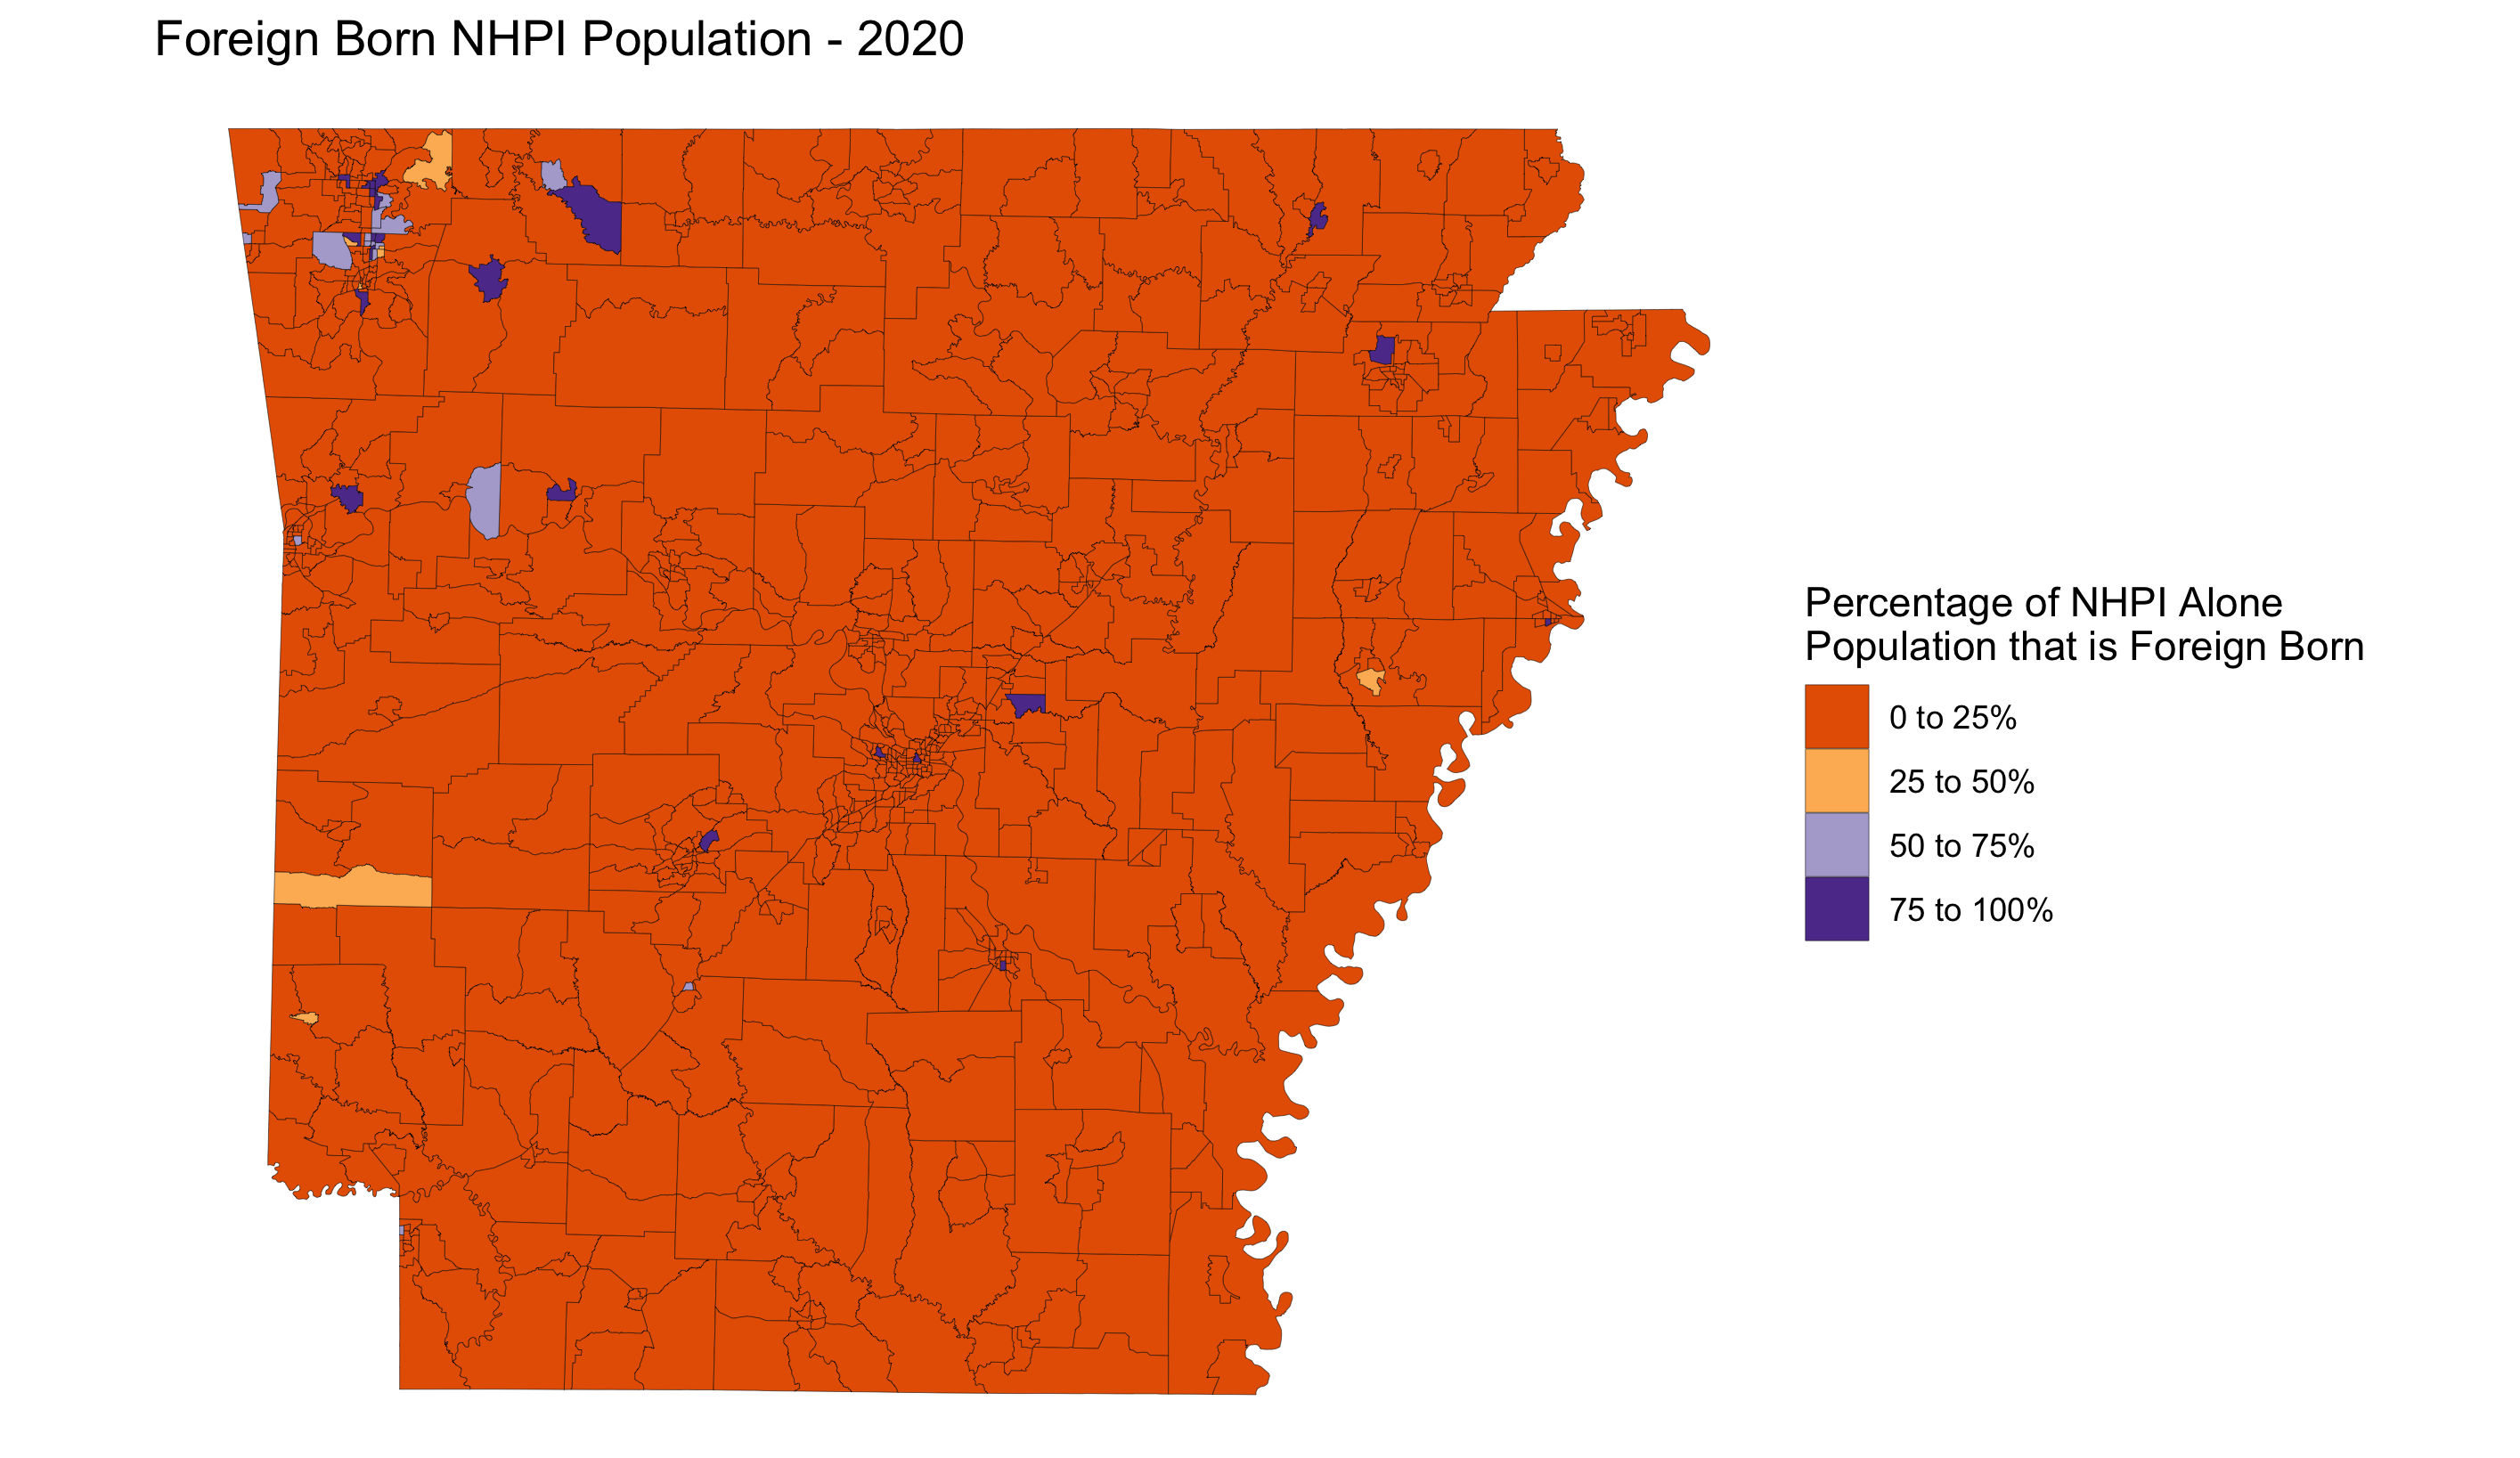 Foreign Born NHPI Population - 2020
Percentage of NHPI Alone
Population that is Foreign Born
0 to 25%
25 to 50%
50 to 75%
75 to 100%